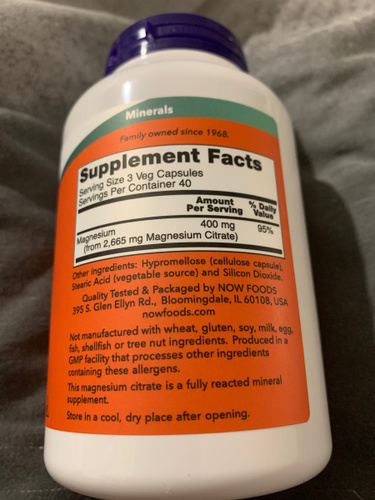 Minerals
Family owned since 1968.
Supplement Facts
Serving Size 3 Veg Capsules
Servings Per Container 40
Amount Per Serving
% Daily Value
Magnesium 400 mg 95%
(from 2,665 mg Magnesium Citrate)
Other ingredients: Hypromellose (cellulose capsule),
Stearic Acid (vegetable source) and Silicon Dioxide.
Quality Tested & Packaged by NOW FOODS
395 S. Glen Ellyn Rd., Bloomingdale, IL 60108, USA
nowfoods.com
Not manufactured with wheat, gluten, soy, milk, egg,
fish, shellfish or tree nut ingredients. Produced in a
GMP facility that processes other ingredients
containing these allergens.
This magnesium citrate is a fully reacted mineral
supplement.
Store in a cool, dry place after opening.